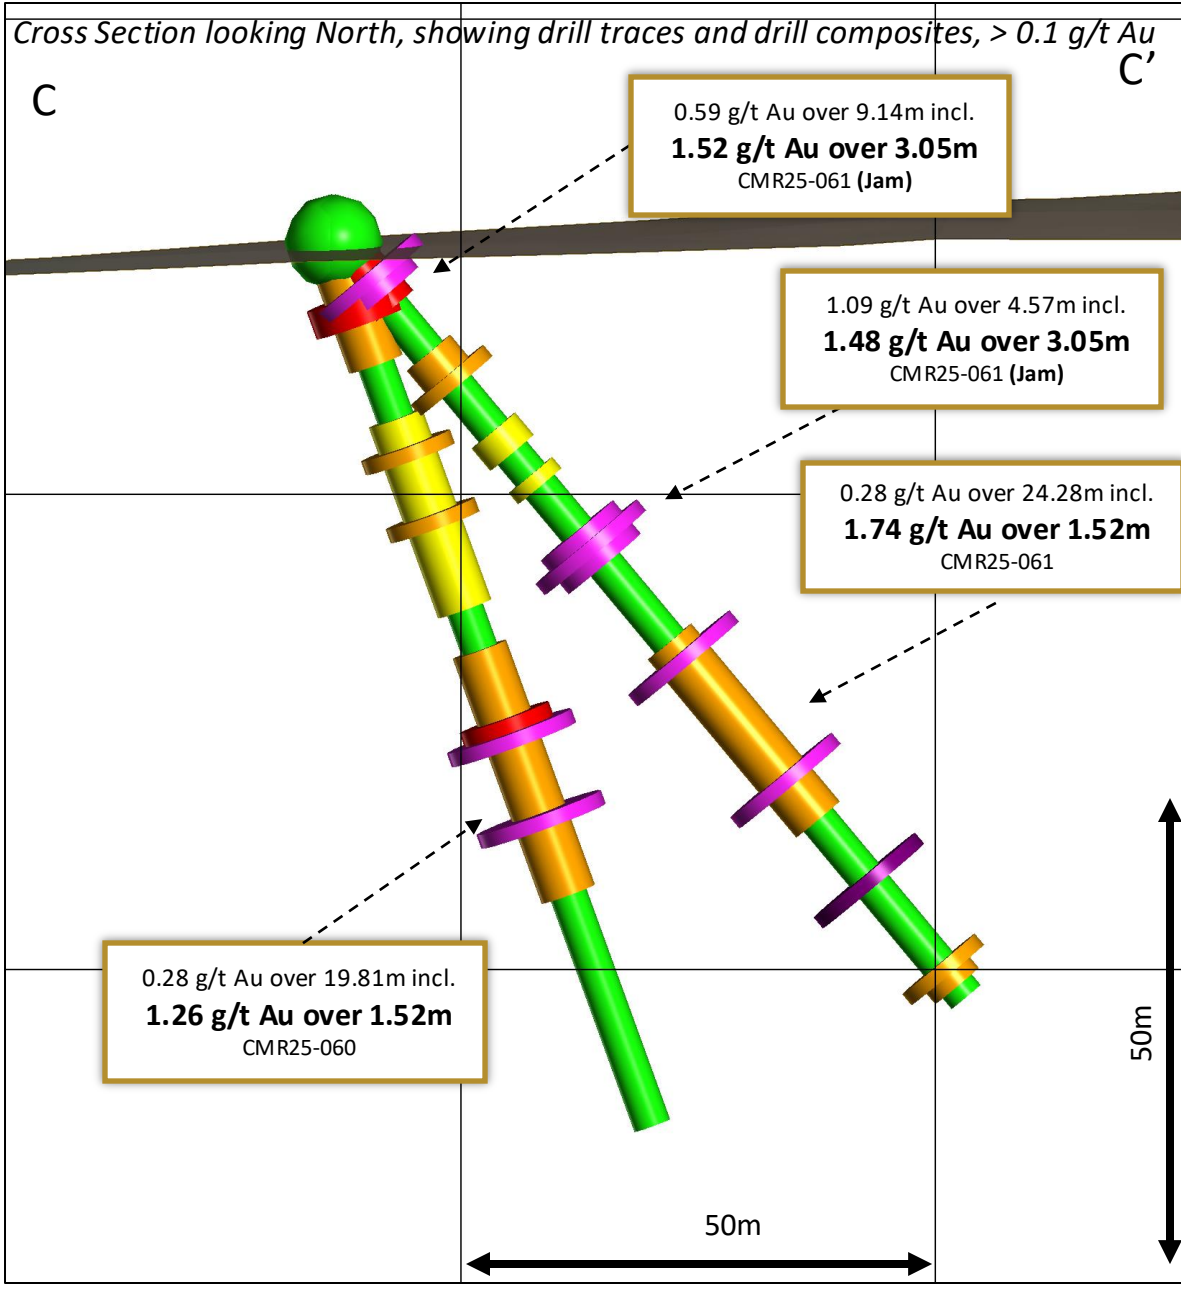 Cross Section looking North, showing drill traces and drill composites, > 0.1 g/t Au
C
C’
0.59 g/t Au over 9.14m incl.
1.52 g/t Au over 3.05m
CMR25-061 (Jam)
1.09 g/t Au over 4.57m incl.
1.48 g/t Au over 3.05m
CMR25-061 (Jam)
0.28 g/t Au over 24.28m incl.
1.74 g/t Au over 1.52m
CMR25-061
0.28 g/t Au over 19.81m incl.
1.26 g/t Au over 1.52m
CMR25-060
50m
50m